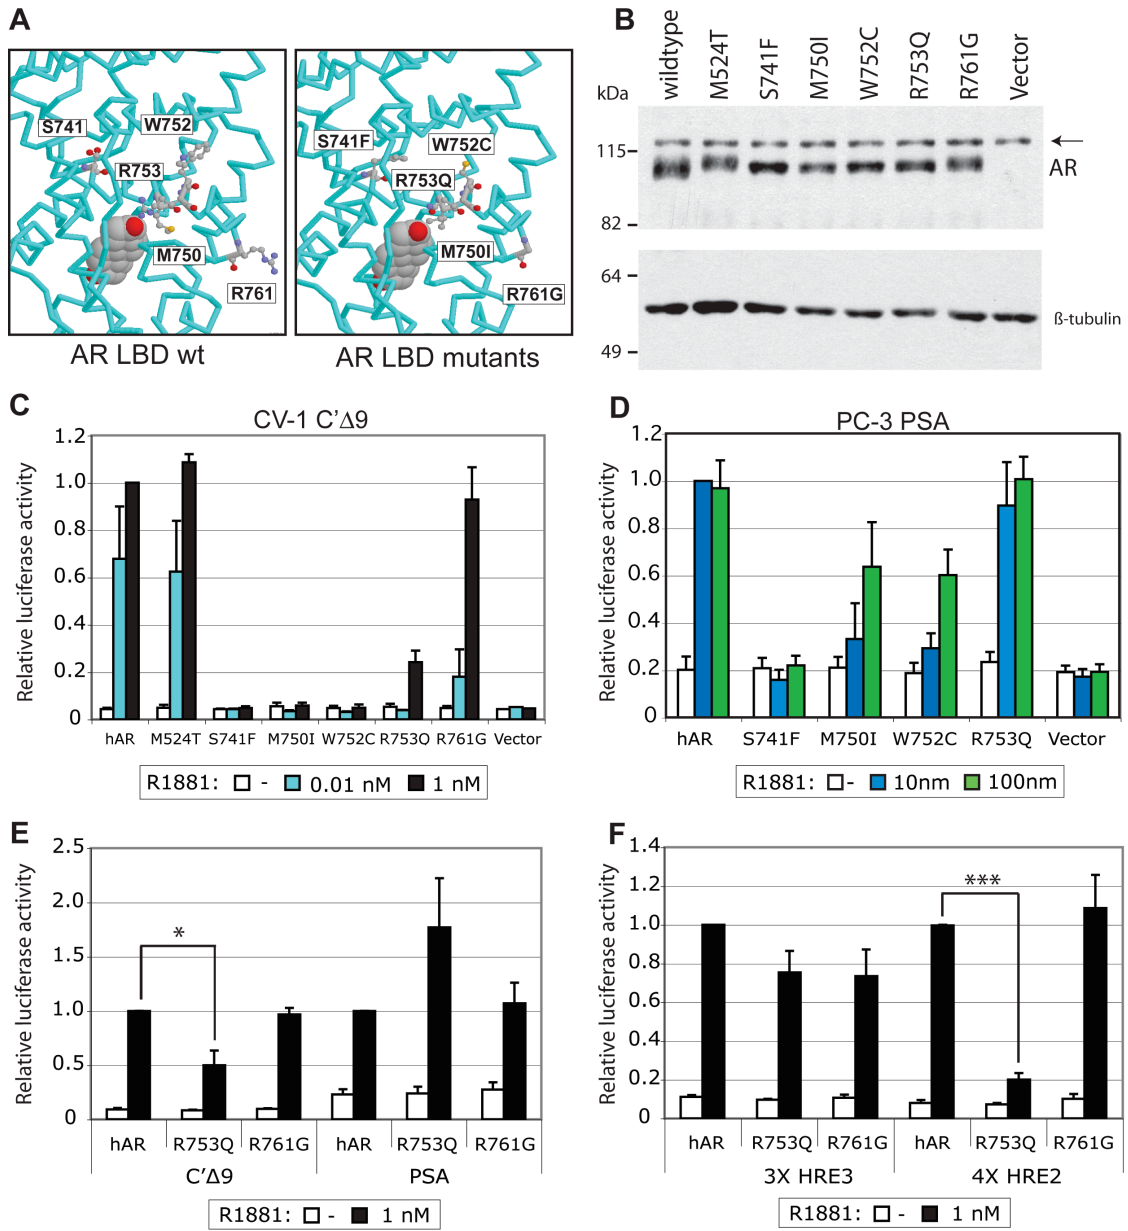 A
S741
W752
R753
M750
R761
AR LBD wt
S741F
W752C
R753Q
M750I
R761G
AR LBD mutants
B
kDa
wildtype
M524T
S741F
M750I
W752C
R753Q
R761G
Vector
115
82
64
49
AR
ß-tubulin
C
CV-1 C'Δ9
Relative luciferase activity
1.2
1.0
0.8
0.6
0.4
0.2
0
hAR M524T S741F M750I W752C R753Q R761G Vector
R1881: - 0.01 nM 1 nM
D
PC-3 PSA
Relative luciferase activity
1.2
1.0
0.8
0.6
0.4
0.2
0
hAR S741F M750I W752C R753Q Vector
R1881: - 10nm 100nm
E
Relative luciferase activity
2.5
2.0
1.5
1.0
0.5
0
*
hAR R753Q R761G hAR R753Q R761G
C'Δ9 PSA
R1881: - 1 nM
F
Relative luciferase activity
1.4
1.2
1.0
0.8
0.6
0.4
0.2
0
***
hAR R753Q R761G hAR R753Q R761G
3X HRE3 4X HRE2
R1881: - 1 nM